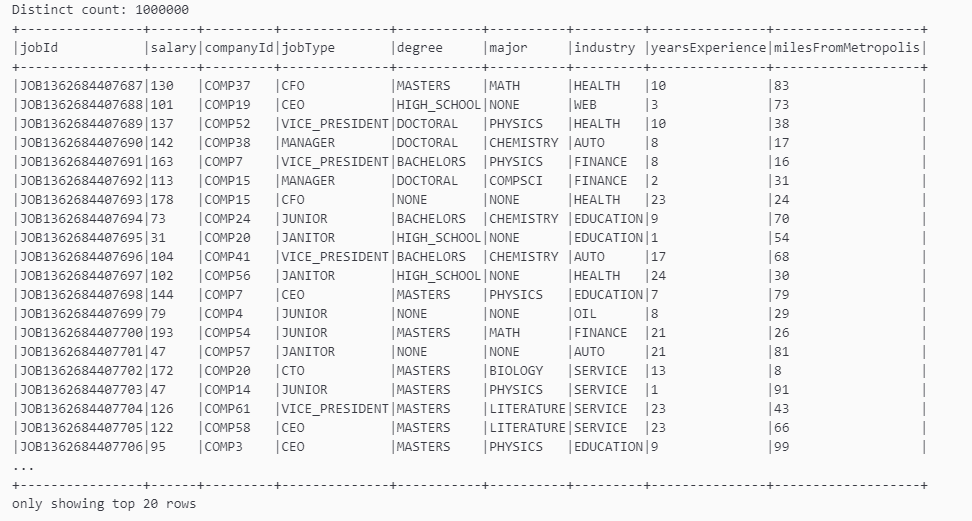 Distinct count: 1000000
+----------------+------+---------+--------------+-----------+----------+---------+---------------+-------------------+
|jobId           |salary|companyId|jobType       |degree     |major     |industry |yearsExperience|milesFromMetropolis|
+----------------+------+---------+--------------+-----------+----------+---------+---------------+-------------------+
|JOB1362684407687|130   |COMP37   |CFO           |MASTERS    |MATH      |HEALTH   |10             |83                 |
|JOB1362684407688|101   |COMP19   |CEO           |HIGH_SCHOOL|NONE      |WEB      |3              |73                 |
|JOB1362684407689|137   |COMP52   |VICE_PRESIDENT|DOCTORAL   |PHYSICS   |HEALTH   |10             |38                 |
|JOB1362684407690|142   |COMP38   |MANAGER       |DOCTORAL   |CHEMISTRY |AUTO     |8              |17                 |
|JOB1362684407691|163   |COMP7    |VICE_PRESIDENT|BACHELORS  |PHYSICS   |FINANCE  |8              |16                 |
|JOB1362684407692|113   |COMP15   |MANAGER       |DOCTORAL   |COMPSCI   |FINANCE  |2              |31                 |
|JOB1362684407693|178   |COMP15   |CFO           |NONE       |NONE      |HEALTH   |23             |24                 |
|JOB1362684407694|73    |COMP24   |JUNIOR        |BACHELORS  |CHEMISTRY |EDUCATION|9              |70                 |
|JOB1362684407695|31    |COMP20   |JANITOR       |HIGH_SCHOOL|NONE      |EDUCATION|1              |54                 |
|JOB1362684407696|104   |COMP41   |VICE_PRESIDENT|BACHELORS  |CHEMISTRY |AUTO     |17             |68                 |
|JOB1362684407697|102   |COMP56   |JANITOR       |HIGH_SCHOOL|NONE      |HEALTH   |24             |30                 |
|JOB1362684407698|144   |COMP7    |CEO           |MASTERS    |PHYSICS   |EDUCATION|7              |79                 |
|JOB1362684407699|79    |COMP4    |JUNIOR        |NONE       |NONE      |OIL      |8              |29                 |
|JOB1362684407700|193   |COMP54   |JUNIOR        |MASTERS    |MATH      |FINANCE  |21             |26                 |
|JOB1362684407701|47    |COMP57   |JANITOR       |NONE       |NONE      |AUTO     |21             |81                 |
|JOB1362684407702|172   |COMP20   |CTO           |MASTERS    |BIOLOGY   |SERVICE  |13             |8                  |
|JOB1362684407703|47    |COMP14   |JUNIOR        |MASTERS    |PHYSICS   |SERVICE  |1              |91                 |
|JOB1362684407704|126   |COMP61   |VICE_PRESIDENT|MASTERS    |LITERATURE|SERVICE  |23             |43                 |
|JOB1362684407705|122   |COMP58   |CEO           |MASTERS    |LITERATURE|SERVICE  |23             |66                 |
|JOB1362684407706|95    |COMP3    |CEO           |MASTERS    |PHYSICS   |EDUCATION|9              |99                 |
...
+----------------+------+---------+--------------+-----------+----------+---------+---------------+-------------------+
only showing top 20 rows